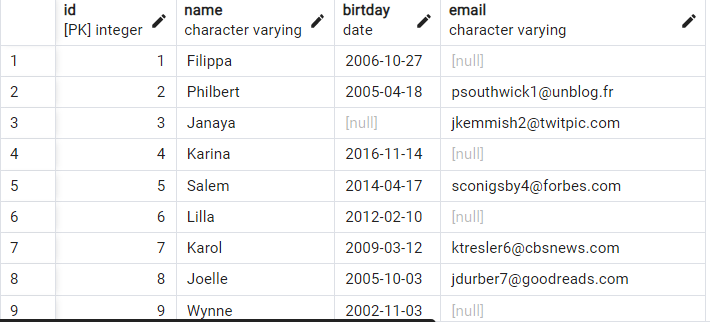 id name birtday email
[PK] integer character varying date character varying
1 1 Filippa 2006-10-27 [null]
2 2 Philbert 2005-04-18 psouthwick1@unblog.fr
3 3 Janaya [null] jkemmish2@twitpic.com
4 4 Karina 2016-11-14 [null]
5 5 Salem 2014-04-17 sconigsby4@forbes.com
6 6 Lilla 2012-02-10 [null]
7 7 Karol 2009-03-12 ktresler6@cbsnews.com
8 8 Joelle 2005-10-03 jdurber7@goodreads.com
9 9 Wynne 2002-11-03 [null]